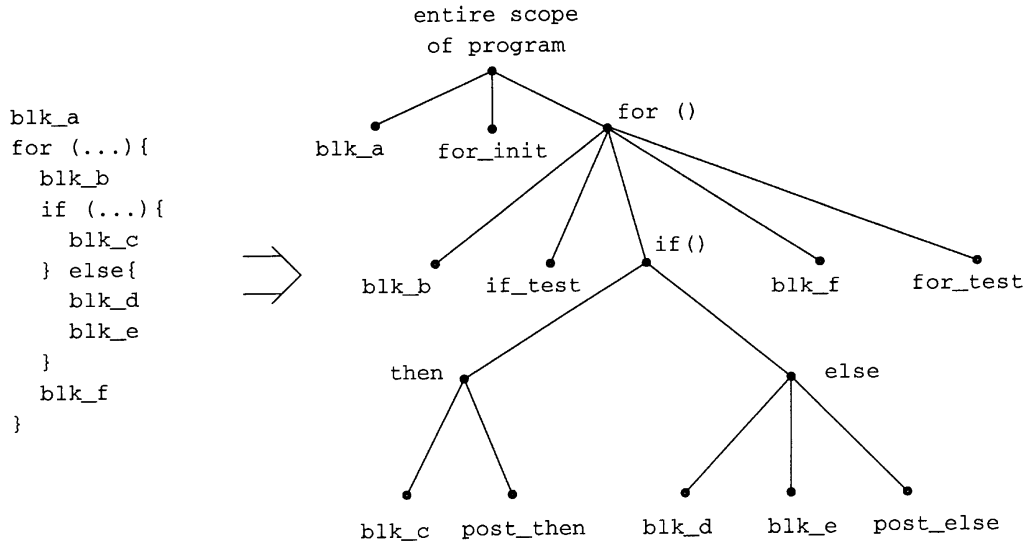 entire scope
of program
blk_a
for (...){
blk_b
if (...){
blk_c
} else{
blk_d
blk_e
}
blk_f
}
for ()
blk_a
for_init
if()
blk_b
if_test
blk_f
for_test
then
else
blk_c
post_then
blk_d
blk_e
post_else